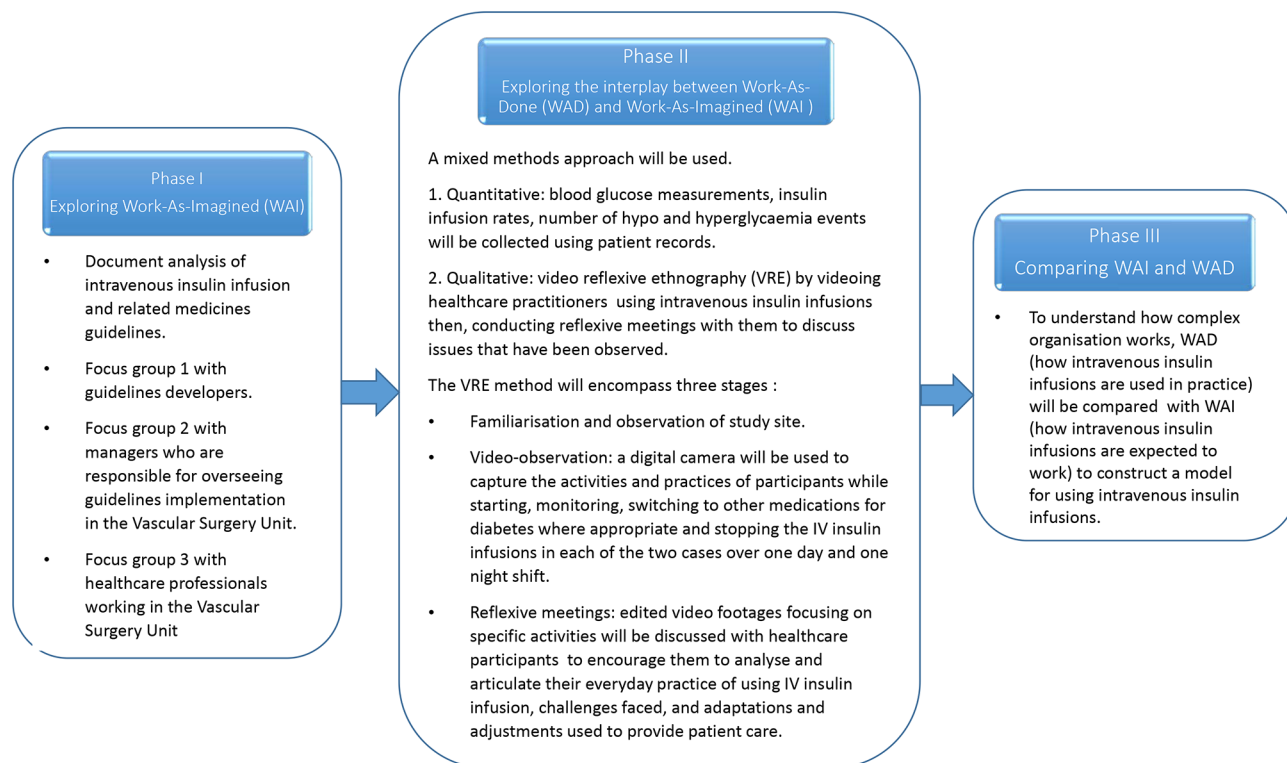 Phase I
Exploring Work-As-Imagined (WAI)
• Document analysis of
intravenous insulin infusion
and related medicines
guidelines.
• Focus group 1 with
guidelines developers.
• Focus group 2 with
managers who are
responsible for overseeing
guidelines implementation
in the Vascular Surgery Unit.
• Focus group 3 with
healthcare professionals
working in the Vascular
Surgery Unit
Phase II
Exploring the interplay between Work-As-
Done (WAD) and Work-As-Imagined (WAI )
A mixed methods approach will be used.
1. Quantitative: blood glucose measurements, insulin
infusion rates, number of hypo and hyperglycaemia events
will be collected using patient records.
2. Qualitative: video reflexive ethnography (VRE) by videoing
healthcare practitioners using intravenous insulin infusions
then, conducting reflexive meetings with them to discuss
issues that have been observed.
The VRE method will encompass three stages :
• Familiarisation and observation of study site.
• Video-observation: a digital camera will be used to
capture the activities and practices of participants while
starting, monitoring, switching to other medications for
diabetes where appropriate and stopping the IV insulin
infusions in each of the two cases over one day and one
night shift.
• Reflexive meetings: edited video footages focusing on
specific activities will be discussed with healthcare
participants to encourage them to analyse and
articulate their everyday practice of using IV insulin
infusion, challenges faced, and adaptations and
adjustments used to provide patient care.
Phase III
Comparing WAI and WAD
• To understand how complex
organisation works, WAD
(how intravenous insulin
infusions are used in practice)
will be compared with WAI
(how intravenous insulin
infusions are expected to
work) to construct a model
for using intravenous insulin
infusions.